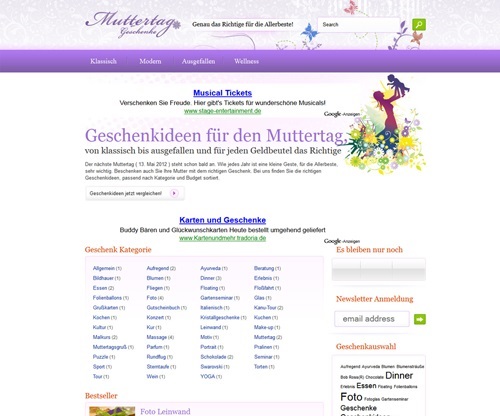 Muttertag
Geschenke
Genau das Richtige für die Allerbeste!
Search
Klassisch Modern Ausgefallen Wellness
Musical Tickets
Verschenken Sie Freude. Hier gibt's Tickets für wunderschöne Musicals!
www.stage-entertainment.de
Google-Anzeigen
Geschenkideen für den Muttertag,
von klassisch bis ausgefallen und für jeden Geldbeutel das Richtige
Der nächste Muttertag ( 13. Mai 2012 ) steht schon bald an. Wie jedes Jahr ist eine kleine Geste, für die Allerbeste,
sehr wichtig. Beschenken auch Sie Ihre Mutter mit dem richtigen Geschenk. Bei uns finden Sie die richtigen
Geschenkideen, passend nach Kategorie und Budget sortiert.
Geschenkideen jetzt vergleichen!
Karten und Geschenke
Buddy Bären und Glückwunschkarten Heute bestellt umgehend geliefert
www.Kartenundmehr.tradoria.de
Google-Anzeigen
Geschenk Kategorie
Allgemein (1) Aufregend (2) Ayurveda (1) Beratung (1)
Bildhauer (1) Blumen (1) Dinner (3) Erlebnis (1)
Essen (2) Fliegen (1) Floating (1) Floßfahrt (1)
Folienballons (1) Foto (4) Gartenseminar (1) Glas (1)
Grußkarten (1) Gutscheinbuch (1) Italienisch (1) Kanu-Tour (2)
Kochen (1) Konzert (1) Kristallgeschenke (1) Kuchen (1)
Kultur (1) Kur (1) Leinwand (1) Make-up (1)
Malkurs (2) Massage (4) Moto (1) Muttertag (2)
Muttertagsgruß (1) Parfum (1) Portrait (1) Pralinen (1)
Puzzle (1) Rundflug (1) Schokolade (2) Seminar (1)
Sport (1) Sterntaufe (1) Swarovski (1) Torten (1)
Tour (1) Wein (1) YOGA (1)
Bestseller
Foto Leinwand
Es bleiben nur noch
Newsletter Anmeldung
email address
Geschenkauswahl
Aufregend Ayurveda Blumen Blumensträuße
Bob Ross(R) Chocolate Dinner
Erlebnis Essen Floating Folienballons
Foto Fotoglas Gartenseminar
Geschenke